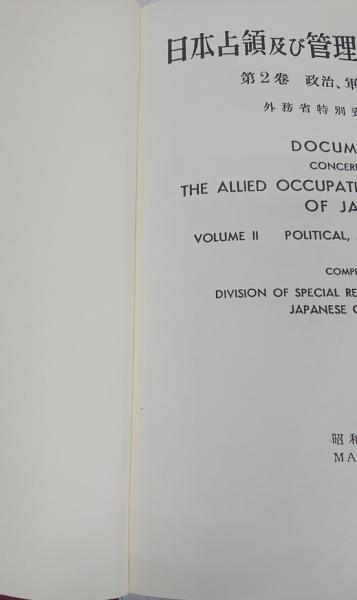 日本占領及び管理
第2巻 政治、軍
外務省特別
DOCUM
CONCER
THE ALLIED OCCUPATI
OF JA
VOLUME II POLITICAL,
COMP
DIVISION OF SPECIAL RE
JAPANESE
昭和
MA